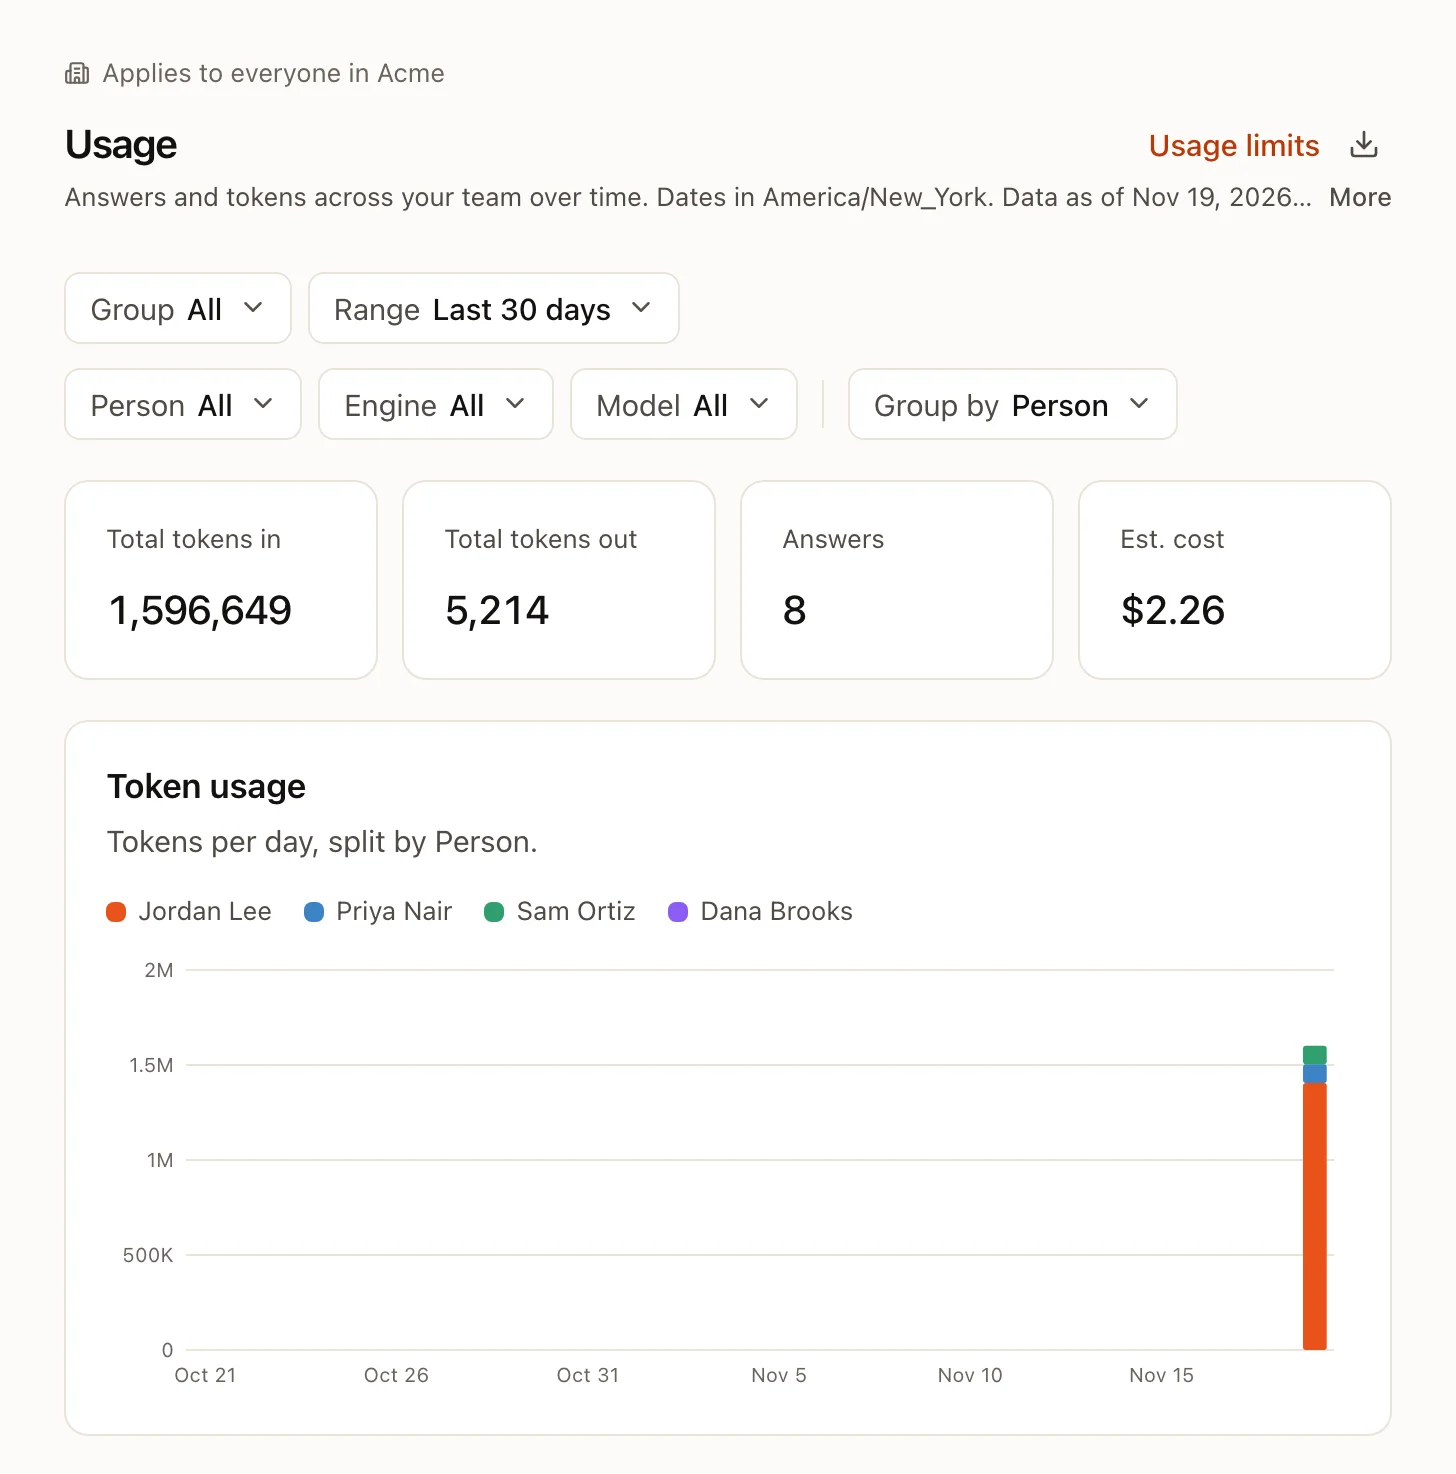 Applies to everyone in Acme
Usage
Usage limits
Answers and tokens across your team over time. Dates in America/New_York. Data as of Nov 19, 2026... More
Group All
Range Last 30 days
Person All
Engine All
Model All
Group by Person
Total tokens in
1,596,649
Total tokens out
5,214
Answers
8
Est. cost
$2.26
Token usage
Tokens per day, split by Person.
Jordan Lee
Priya Nair
Sam Ortiz
Dana Brooks
2M
1.5M
1M
500K
0
Oct 21
Oct 26
Oct 31
Nov 5
Nov 10
Nov 15